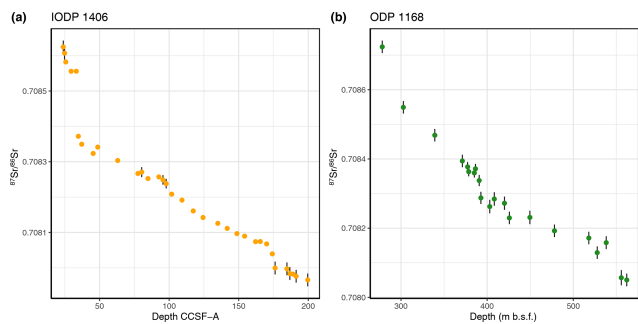 (a) IODP 1406
0.7085
0.7083
0.7081
⁸⁷Sr/⁸⁶Sr
50 100 150 200
Depth CCSF−A
(b) ODP 1168
0.7086
0.7084
0.7082
0.7080
⁸⁷Sr/⁸⁶Sr
300 400 500
Depth (m b.s.f.)